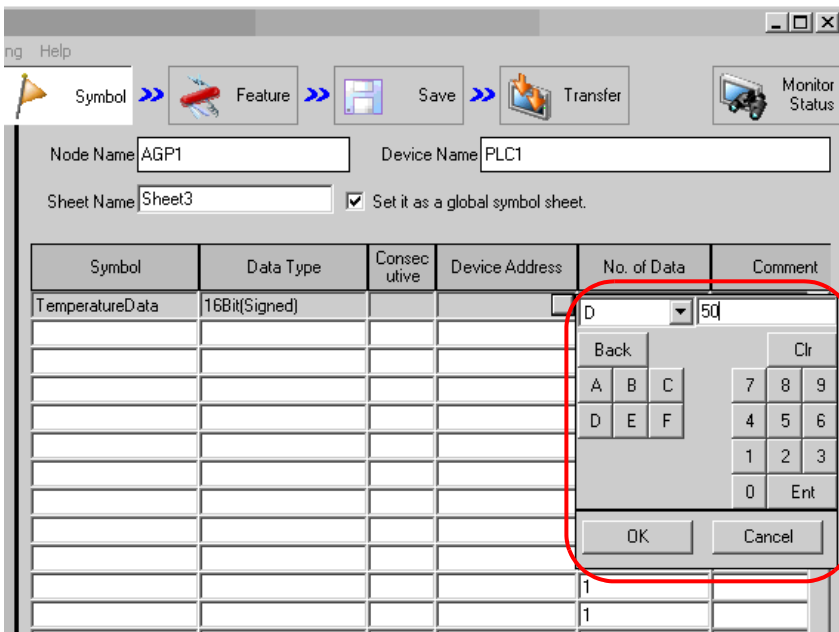 ng Help
Symbol Feature Save Transfer Monitor Status
Node Name AGP1 Device Name PLC1
Sheet Name Sheet3 Set it as a global symbol sheet.
Symbol Data Type Consec utive Device Address No. of Data Comment
TemperatureData 16Bit(Signed)
D 50
Back Clr
A B C 7 8 9
D E F 4 5 6
1 2 3
0 Ent
OK Cancel
1
1